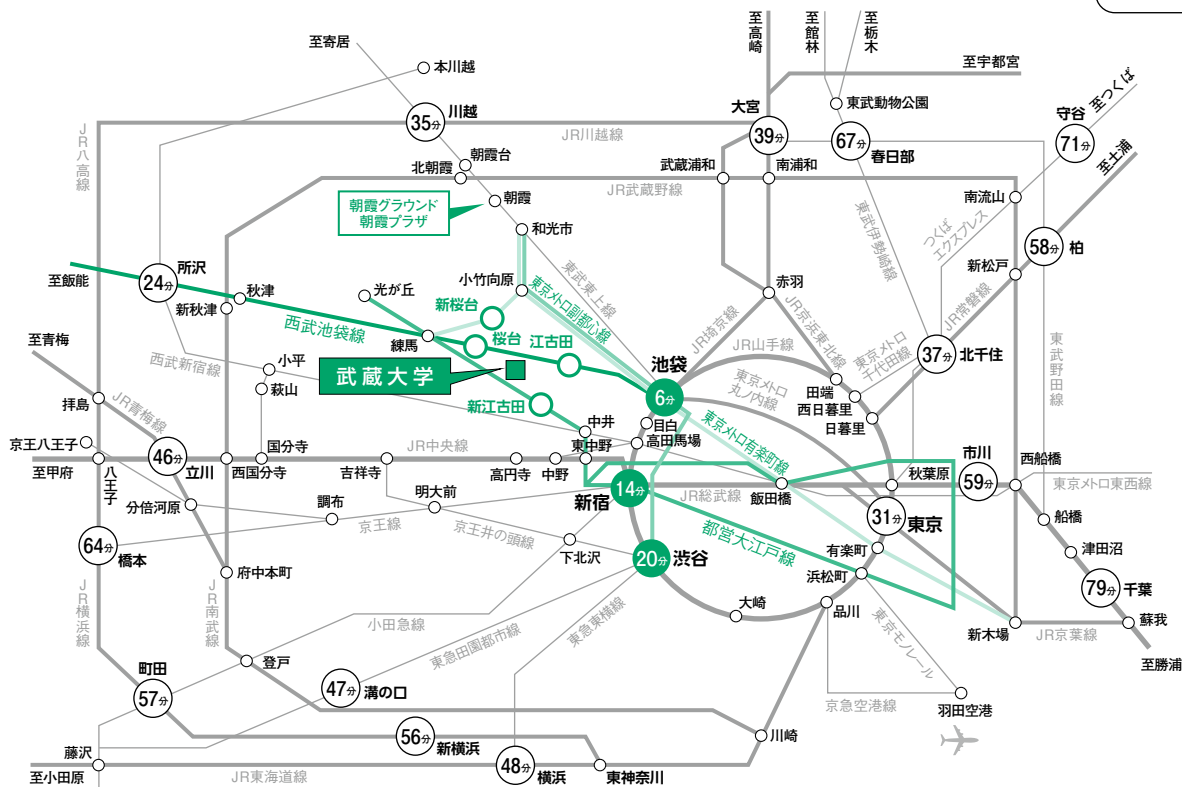 至高崎
至館林
至栃木
至寄居
本川越
至宇都宮
東武動物公園
大宮
39分
67分
春日部
守谷
至つくば
71分
至土浦
川越
35分
JR川越線
JR八高線
朝霞台
北朝霞
武蔵浦和
南浦和
JR武蔵野線
朝霞
朝霞グラウンド
朝霞プラザ
和光市
南流山
つくば
エクスプレス
東武伊勢崎線
58分
柏
所沢
24分
至飯能
秋津
新秋津
光が丘
小竹向原
東京メトロ副都心線
東武東上線
赤羽
新松戸
JR常磐線
新桜台
西武池袋線
練馬
桜台
江古田
JR埼京線
JR京浜東北線
JR山手線
東京メトロ
千代田線
37分
北千住
東武野田線
至青梅
西武新宿線
小平
武蔵大学
池袋
6分
東京メトロ
丸ノ内線
田端
西日暮里
日暮里
拝島
JR青梅線
萩山
新江古田
目白
高田馬場
中井
東中野
東京メトロ有楽町線
京王八王子
至甲府
八王子
46分
立川
国分寺
西国分寺
JR中央線
吉祥寺
高円寺
中野
秋葉原
市川
59分
西船橋
東京メトロ東西線
14分
新宿
JR総武線
飯田橋
分倍河原
調布
明大前
京王線
京王井の頭線
31分
東京
船橋
64分
橋本
下北沢
20分
渋谷
都営大江戸線
有楽町
浜松町
津田沼
79分
千葉
府中本町
JR横浜線
JR南武線
大崎
品川
新木場
JR京葉線
蘇我
至勝浦
小田急線
東急田園都市線
東急東横線
東京モノレール
登戸
町田
57分
47分
溝の口
京急空港線
羽田空港
56分
新横浜
川崎
藤沢
至小田原
JR東海道線
48分
横浜
東神奈川